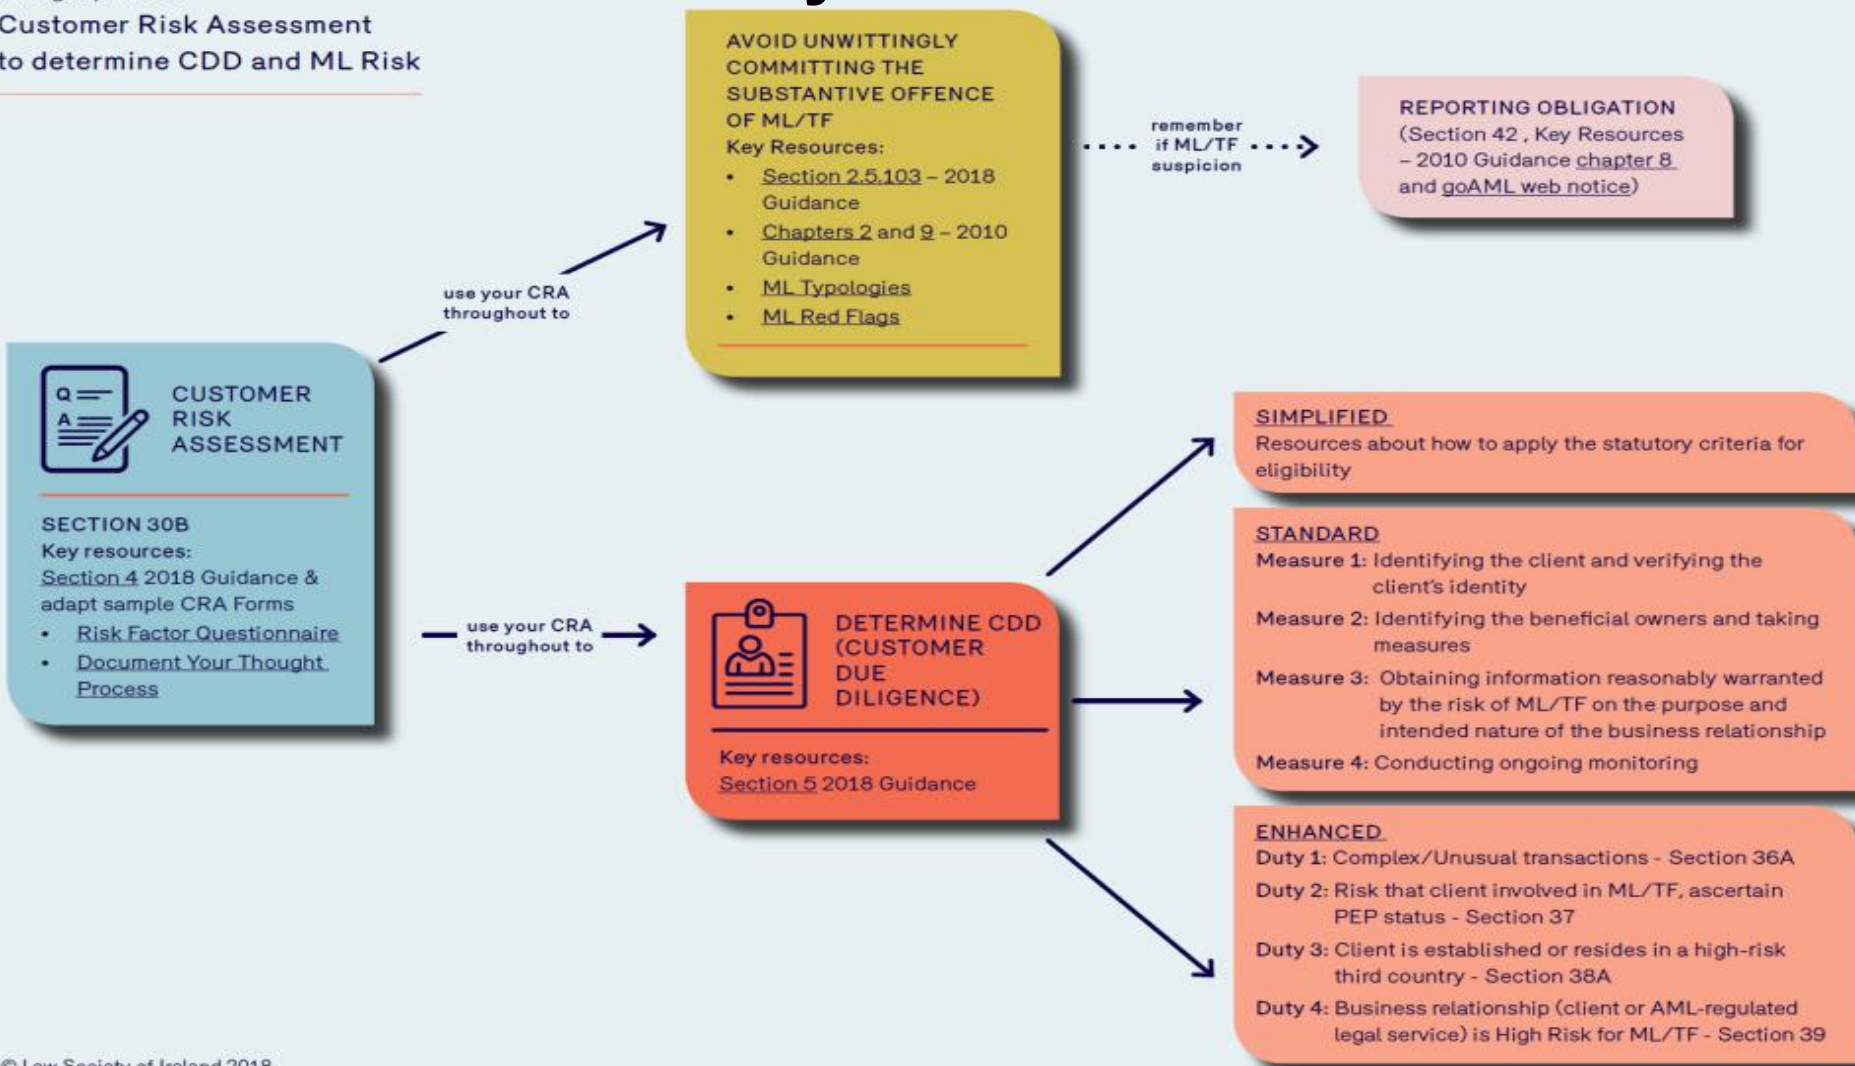 Customer Risk Assessment
to determine CDD and ML Risk
AVOID UNWITTINGLY
COMMITTING THE
SUBSTANTIVE OFFENCE
OF ML/TF
Key Resources:
• Section 2.5.103 – 2018
Guidance
• Chapters 2 and 9 – 2010
Guidance
• ML Typologies
• ML Red Flags
remember
if ML/TF
suspicion
REPORTING OBLIGATION
(Section 42 , Key Resources
– 2010 Guidance chapter 8
and goAML web notice)
use your CRA
throughout to
Q
A
CUSTOMER
RISK
ASSESSMENT
SECTION 30B
Key resources:
Section 4 2018 Guidance &
adapt sample CRA Forms
• Risk Factor Questionnaire
• Document Your Thought
Process
use your CRA
throughout to
DETERMINE CDD
(CUSTOMER
DUE
DILIGENCE)
Key resources:
Section 5 2018 Guidance
SIMPLIFIED
Resources about how to apply the statutory criteria for
eligibility
STANDARD
Measure 1: Identifying the client and verifying the
client's identity
Measure 2: Identifying the beneficial owners and taking
measures
Measure 3: Obtaining information reasonably warranted
by the risk of ML/TF on the purpose and
intended nature of the business relationship
Measure 4: Conducting ongoing monitoring
ENHANCED
Duty 1: Complex/Unusual transactions - Section 36A
Duty 2: Risk that client involved in ML/TF, ascertain
PEP status - Section 37
Duty 3: Client is established or resides in a high-risk
third country - Section 38A
Duty 4: Business relationship (client or AML-regulated
legal service) is High Risk for ML/TF - Section 39
© Law Society of Ireland 2018